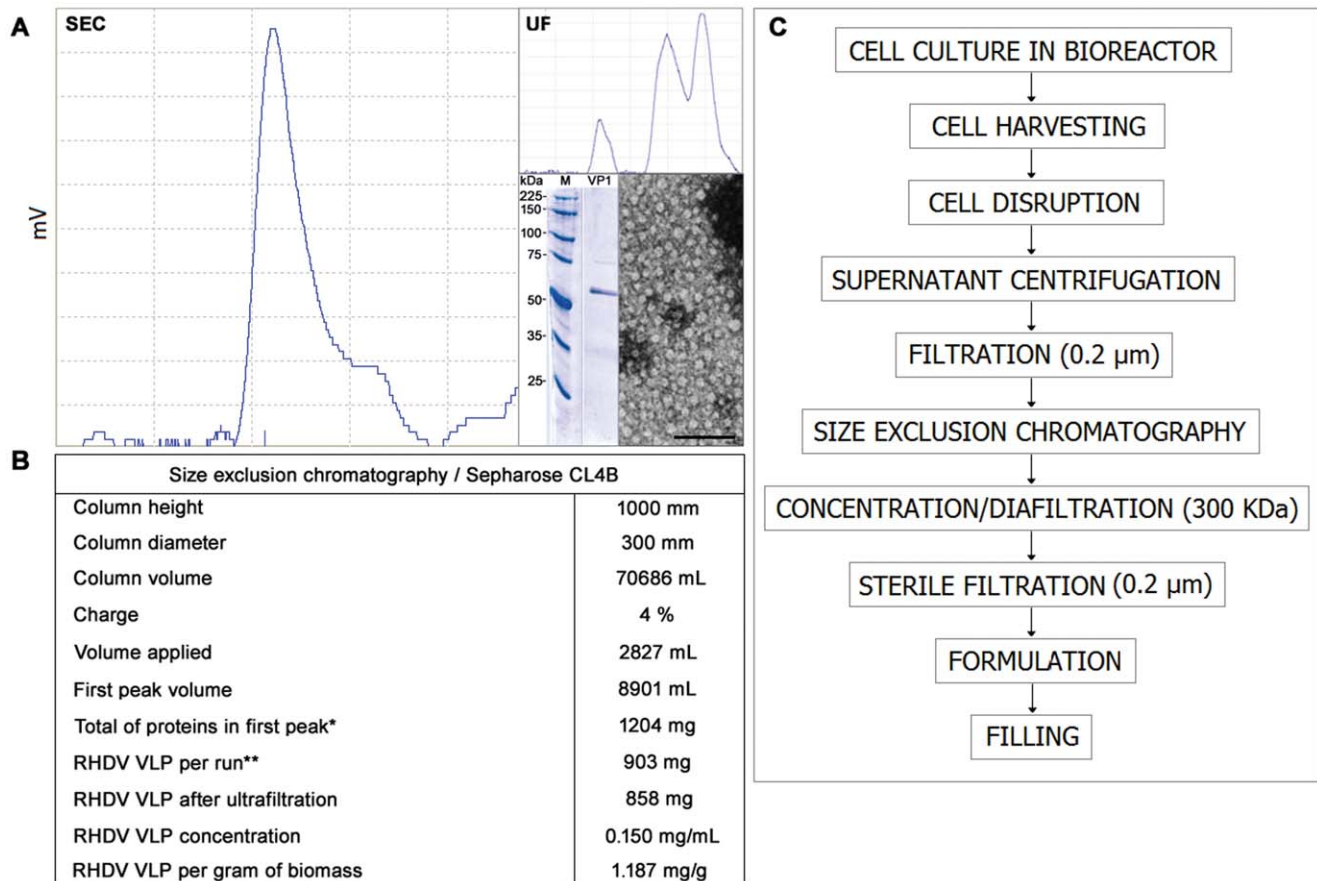 A
SEC
mV
UF
kDa M VP1
225-
150-
100-
75-
50-
35-
25-
B
Size exclusion chromatography / Sepharose CL4B
Column height 1000 mm
Column diameter 300 mm
Column volume 70686 mL
Charge 4 %
Volume applied 2827 mL
First peak volume 8901 mL
Total of proteins in first peak* 1204 mg
RHDV VLP per run** 903 mg
RHDV VLP after ultrafiltration 858 mg
RHDV VLP concentration 0.150 mg/mL
RHDV VLP per gram of biomass 1.187 mg/g
C
CELL CULTURE IN BIOREACTOR
CELL HARVESTING
CELL DISRUPTION
SUPERNATANT CENTRIFUGATION
FILTRATION (0.2 µm)
SIZE EXCLUSION CHROMATOGRAPHY
CONCENTRATION/DIAFILTRATION (300 KDa)
STERILE FILTRATION (0.2 µm)
FORMULATION
FILLING